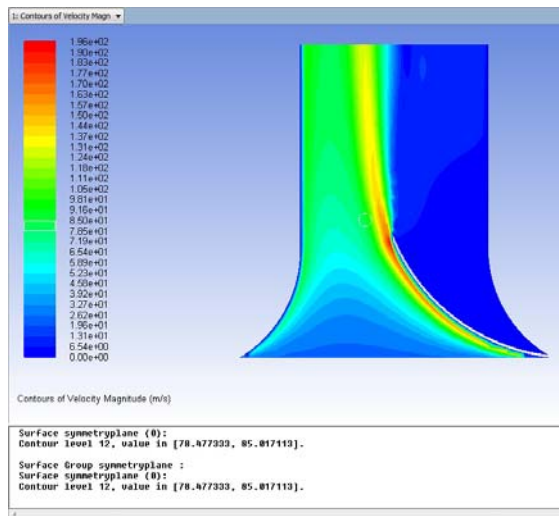 1: Contours of Velocity Magn
1.96e+02
1.90e+02
1.83e+02
1.77e+02
1.70e+02
1.63e+02
1.57e+02
1.50e+02
1.44e+02
1.37e+02
1.31e+02
1.24e+02
1.18e+02
1.11e+02
1.05e+02
9.81e+01
9.16e+01
8.50e+01
7.85e+01
7.19e+01
6.54e+01
5.89e+01
5.23e+01
4.58e+01
3.92e+01
3.27e+01
2.62e+01
1.96e+01
1.31e+01
6.54e+00
0.00e+00
Contours of Velocity Magnitude (m/s)
Surface symmetryplane (0):
Contour level 12, value in [78.477333, 85.017113].
Surface Group symmetryplane :
Surface symmetryplane (0):
Contour level 12, value in [78.477333, 85.017113].